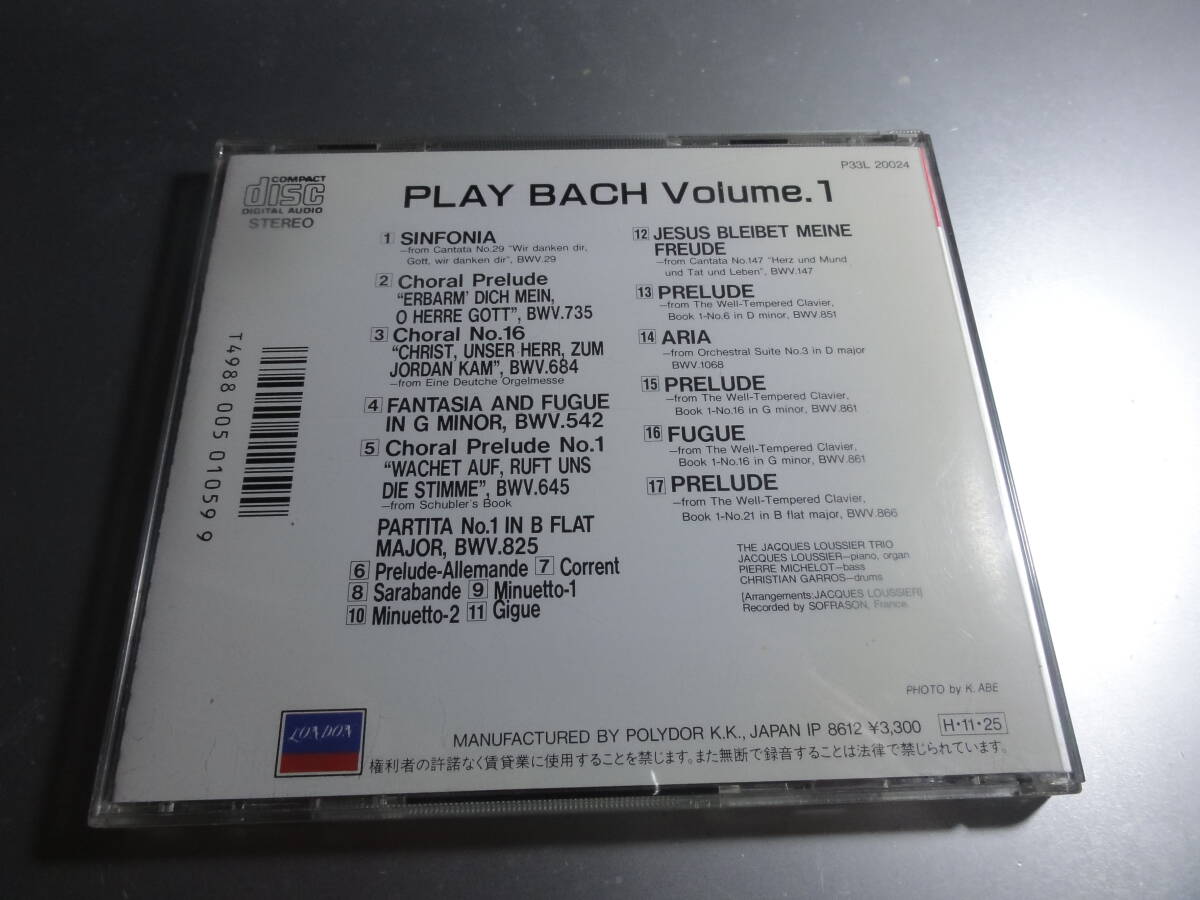 P33L 20024
COMPACT
disc
DIGITAL AUDIO
STEREO
PLAY BACH Volume.1
1 SINFONIA
—from Cantata No.29 "Wir danken dir,
Gott, wir danken dir", BWV.29
2 Choral Prelude
"ERBARM' DICH MEIN,
O HERRE GOTT", BWV.735
3 Choral No.16
"CHRIST, UNSER HERR, ZUM
JORDAN KAM", BWV.684
—from Eine Deutche Orgelmesse
4 FANTASIA AND FUGUE
IN G MINOR, BWV.542
5 Choral Prelude No.1
"WACHET AUF, RUFT UNS
DIE STIMME", BWV.645
—from Schubler's Book
PARTITA No.1 IN B FLAT
MAJOR, BWV.825
6 Prelude-Allemande 7 Corrent
8 Sarabande 9 Minuetto-1
10 Minuetto-2 11 Gigue
12 JESUS BLEIBET MEINE
FREUDE
—from Cantata No.147 "Herz und Mund
und Tat und Leben", BWV.147
13 PRELUDE
—from The Well-Tempered Clavier,
Book 1-No.6 in D minor, BWV.851
14 ARIA
—from Orchestral Suite No.3 in D major
BWV.1068
15 PRELUDE
—from The Well-Tempered Clavier,
Book 1-No.16 in G minor, BWV.861
16 FUGUE
—from The Well-Tempered Clavier,
Book 1-No.16 in G minor, BWV.861
17 PRELUDE
—from The Well-Tempered Clavier,
Book 1-No.21 in B flat major, BWV.866
THE JACQUES LOUSSIER TRIO
JACQUES LOUSSIER—piano, organ
PIERRE MICHELOT—bass
CHRISTIAN GARROS—drums
[Arrangements:JACQUES LOUSSIER]
Recorded by SOFRASON, France.
T4988 005 010599
PHOTO by K. ABE
LONDON
MANUFACTURED BY POLYDOR K.K., JAPAN IP 8612 ¥3,300 H・11・25
権利者の許諾なく賃貸業に使用することを禁じます。また無断で録音することは法律で禁じられています。